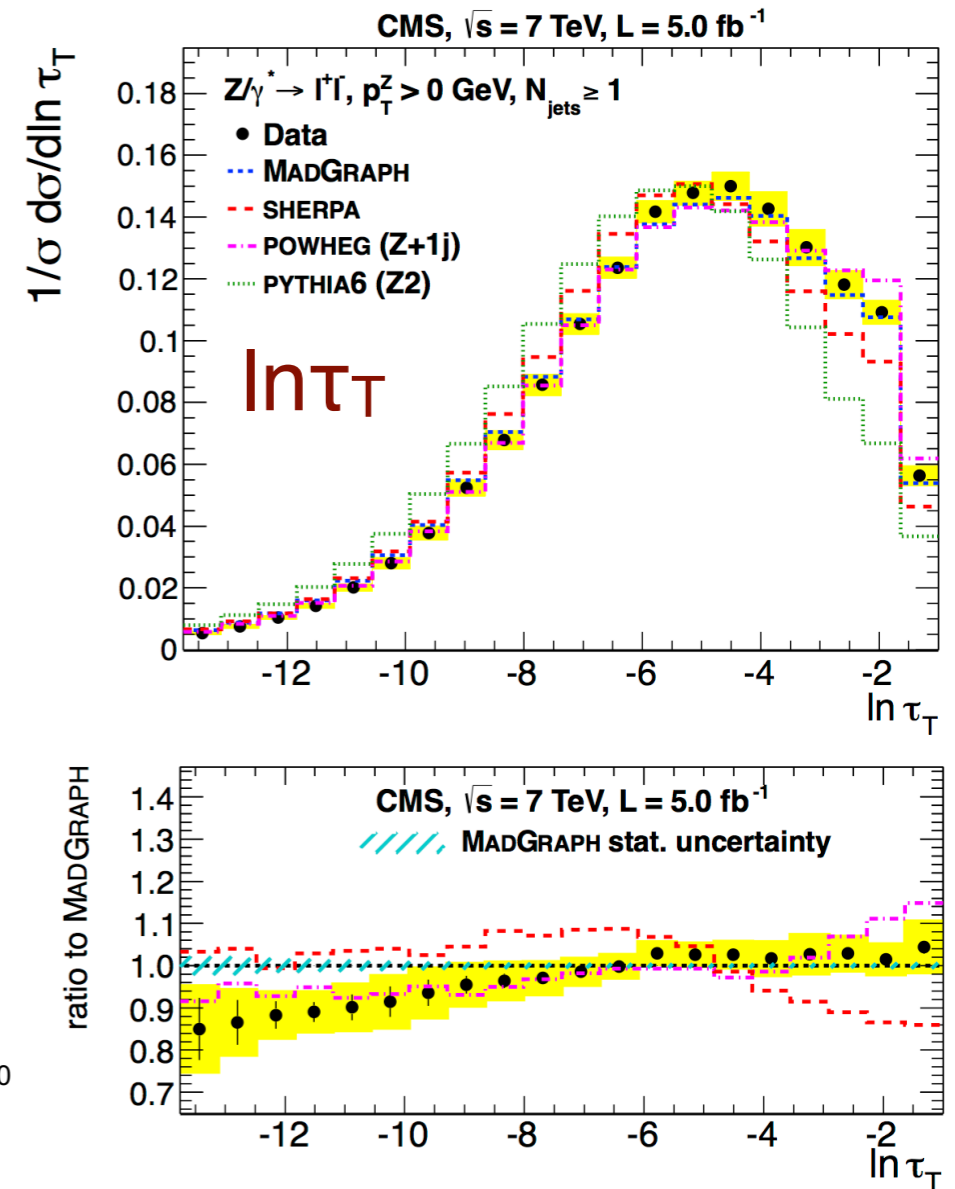 CMS, √s = 7 TeV, L = 5.0 fb⁻¹
1/σ dσ/dln τ_T
Z/γ* → l⁺l⁻, p_T^Z > 0 GeV, N_jets ≥ 1
Data
MADGRAPH
SHERPA
POWHEG (Z+1j)
PYTHIA6 (Z2)
lnτ_T
0.18
0.16
0.14
0.12
0.1
0.08
0.06
0.04
0.02
0
-12 -10 -8 -6 -4 -2
ln τ_T
ratio to MADGRAPH
CMS, √s = 7 TeV, L = 5.0 fb⁻¹
MADGRAPH stat. uncertainty
1.4
1.3
1.2
1.1
1.0
0.9
0.8
0.7
0
-12 -10 -8 -6 -4 -2
ln τ_T